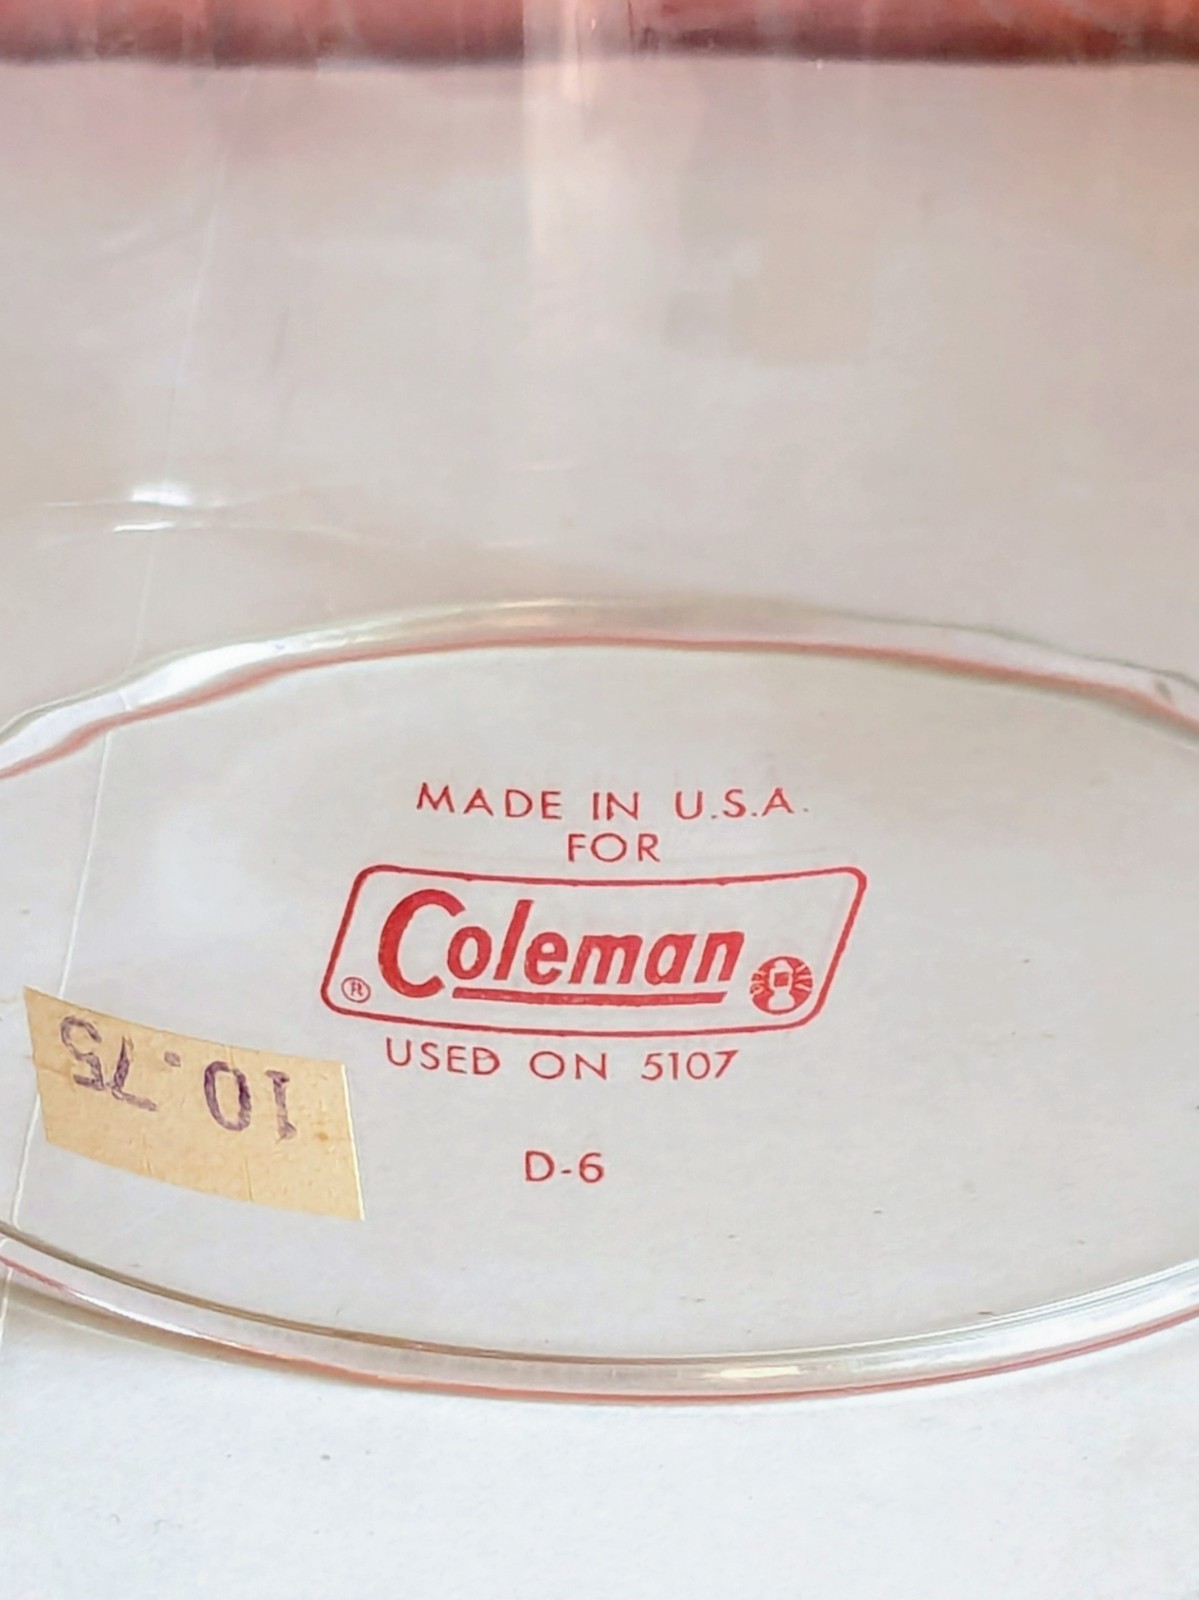 MADE IN U.S.A.
FOR
Coleman
®
USED ON 5107
10.75
D-6